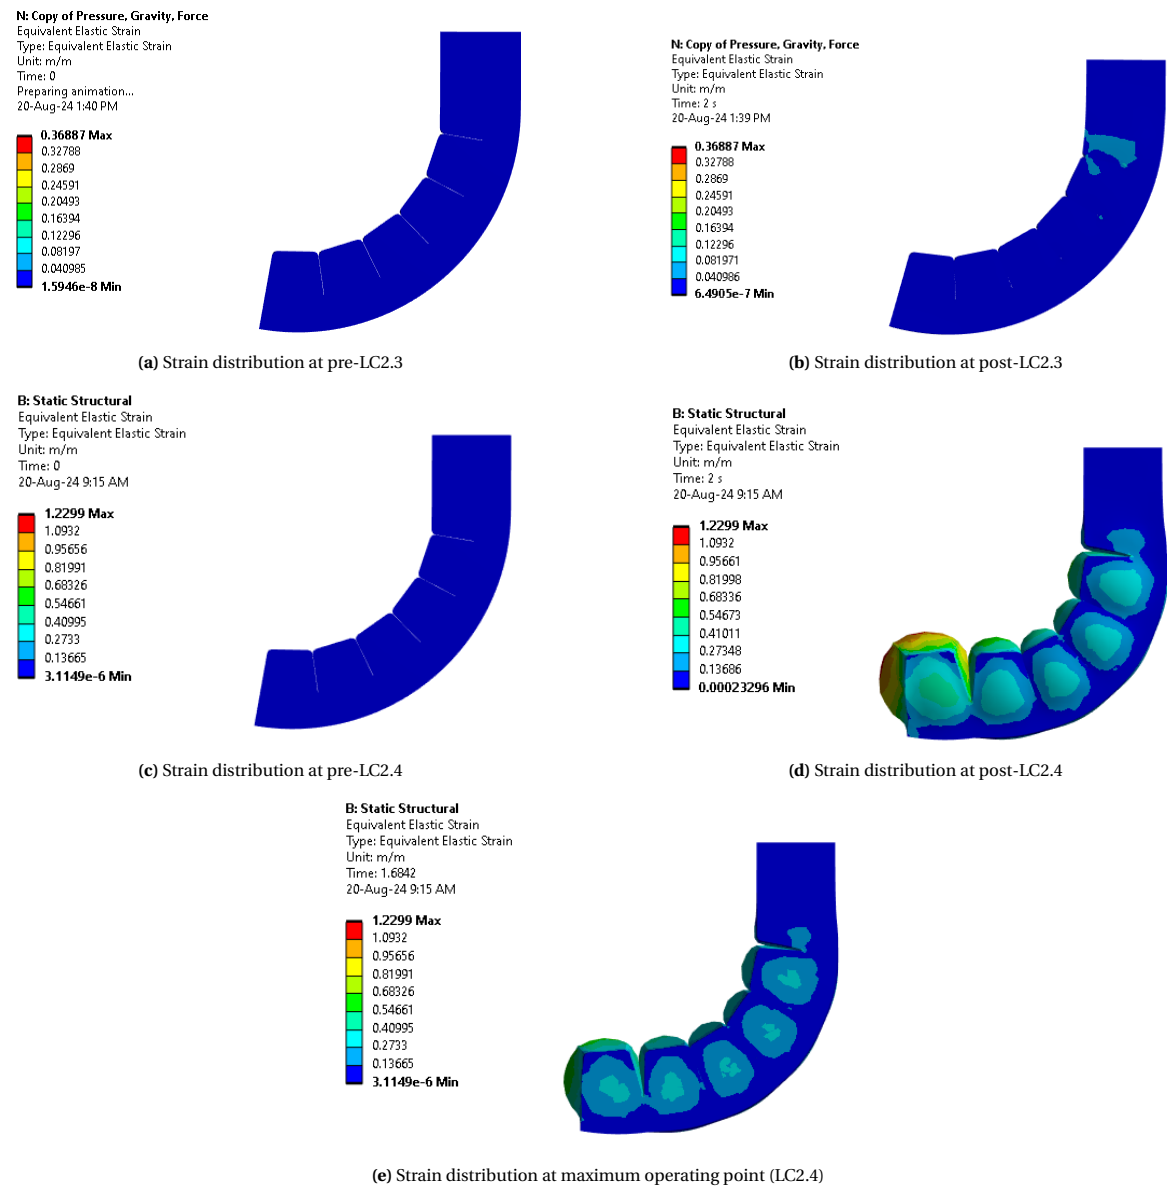 N: Copy of Pressure, Gravity, Force
Equivalent Elastic Strain
Type: Equivalent Elastic Strain
Unit: m/m
Time: 0
Preparing animation...
20-Aug-24 1:40 PM
0.36887 Max
0.32788
0.2869
0.24591
0.20493
0.16394
0.12296
0.08197
0.040985
1.5946e-8 Min
(a) Strain distribution at pre-LC2.3
N: Copy of Pressure, Gravity, Force
Equivalent Elastic Strain
Type: Equivalent Elastic Strain
Unit: m/m
Time: 2 s
20-Aug-24 1:39 PM
0.36887 Max
0.32788
0.2869
0.24591
0.20493
0.16394
0.12296
0.081971
0.040986
6.4905e-7 Min
(b) Strain distribution at post-LC2.3
B: Static Structural
Equivalent Elastic Strain
Type: Equivalent Elastic Strain
Unit: m/m
Time: 0
20-Aug-24 9:15 AM
1.2299 Max
1.0932
0.95656
0.81991
0.68326
0.54661
0.40995
0.2733
0.13665
3.1149e-6 Min
(c) Strain distribution at pre-LC2.4
B: Static Structural
Equivalent Elastic Strain
Type: Equivalent Elastic Strain
Unit: m/m
Time: 2 s
20-Aug-24 9:15 AM
1.2299 Max
1.0932
0.95661
0.81998
0.68336
0.54673
0.41011
0.27348
0.13686
0.00023296 Min
(d) Strain distribution at post-LC2.4
B: Static Structural
Equivalent Elastic Strain
Type: Equivalent Elastic Strain
Unit: m/m
Time: 1.6842
20-Aug-24 9:15 AM
1.2299 Max
1.0932
0.95656
0.81991
0.68326
0.54661
0.40995
0.2733
0.13665
3.1149e-6 Min
(e) Strain distribution at maximum operating point (LC2.4)